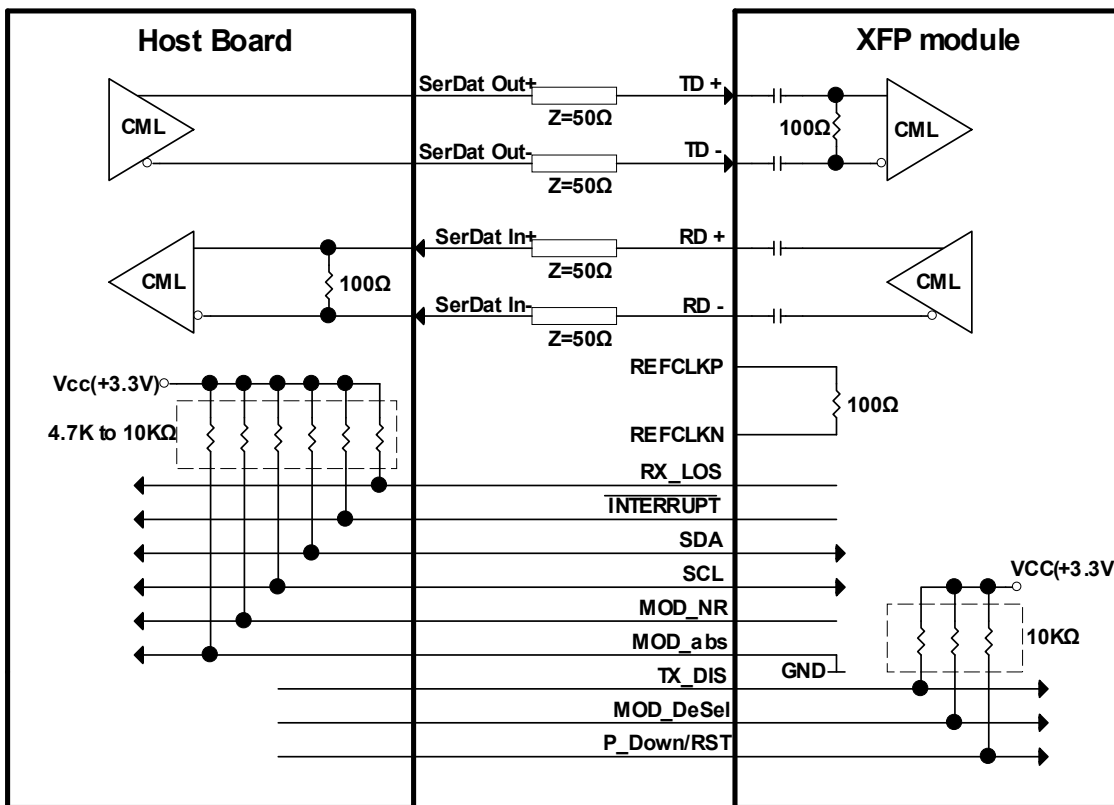 Host Board
XFP module
SerDat Out+
TD +
CML
Z=50Ω
100Ω
CML
SerDat Out-
TD -
Z=50Ω
SerDat In+
RD +
CML
100Ω
Z=50Ω
CML
SerDat In-
RD -
Z=50Ω
Vcc(+3.3V)
REFCLKP
100Ω
4.7K to 10KΩ
REFCLKN
RX_LOS
INTERRUPT
SDA
SCL
VCC(+3.3V
MOD_NR
MOD_abs
10KΩ
GND
TX_DIS
MOD_DeSel
P_Down/RST